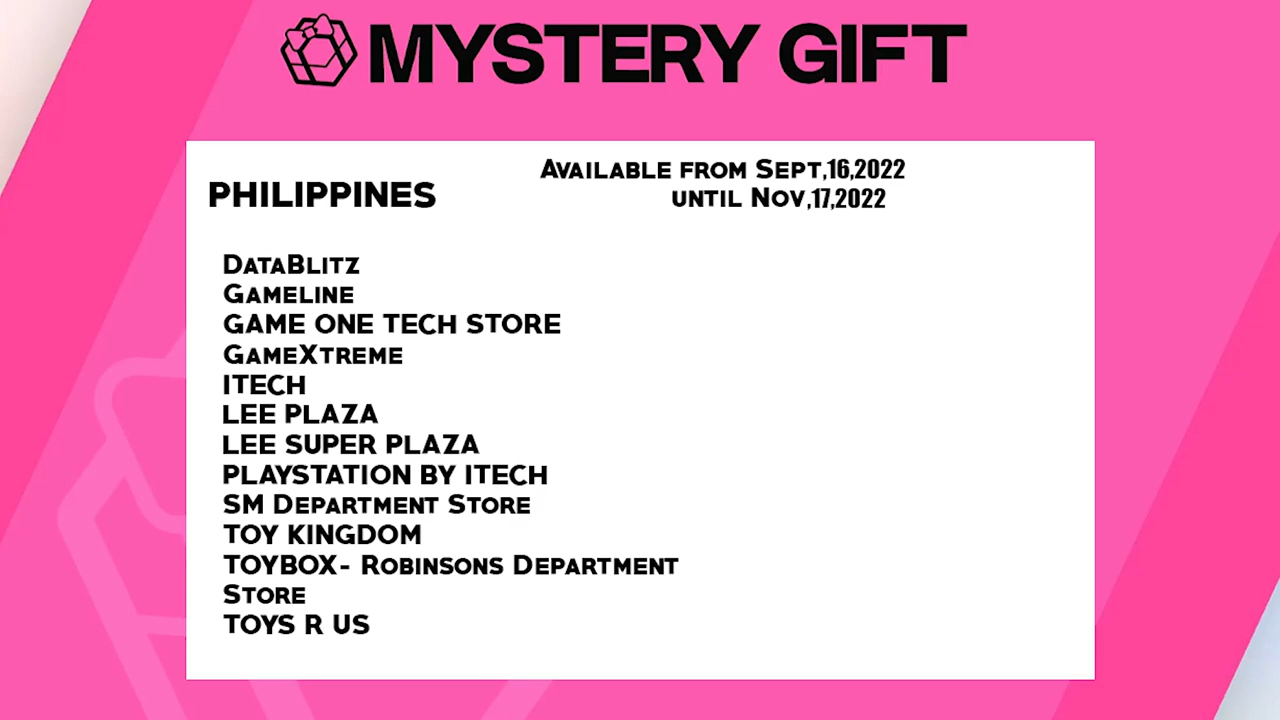 MYSTERY GIFT
PHILIPPINES
Available from Sept,16,2022
until Nov,17,2022
DataBlitz
Gameline
GAME ONE TECH STORE
GameXtreme
ITECH
LEE PLAZA
LEE SUPER PLAZA
PLAYSTATION BY ITECH
SM Department Store
TOY KINGDOM
TOYBOX- Robinsons Department
Store
TOYS R US